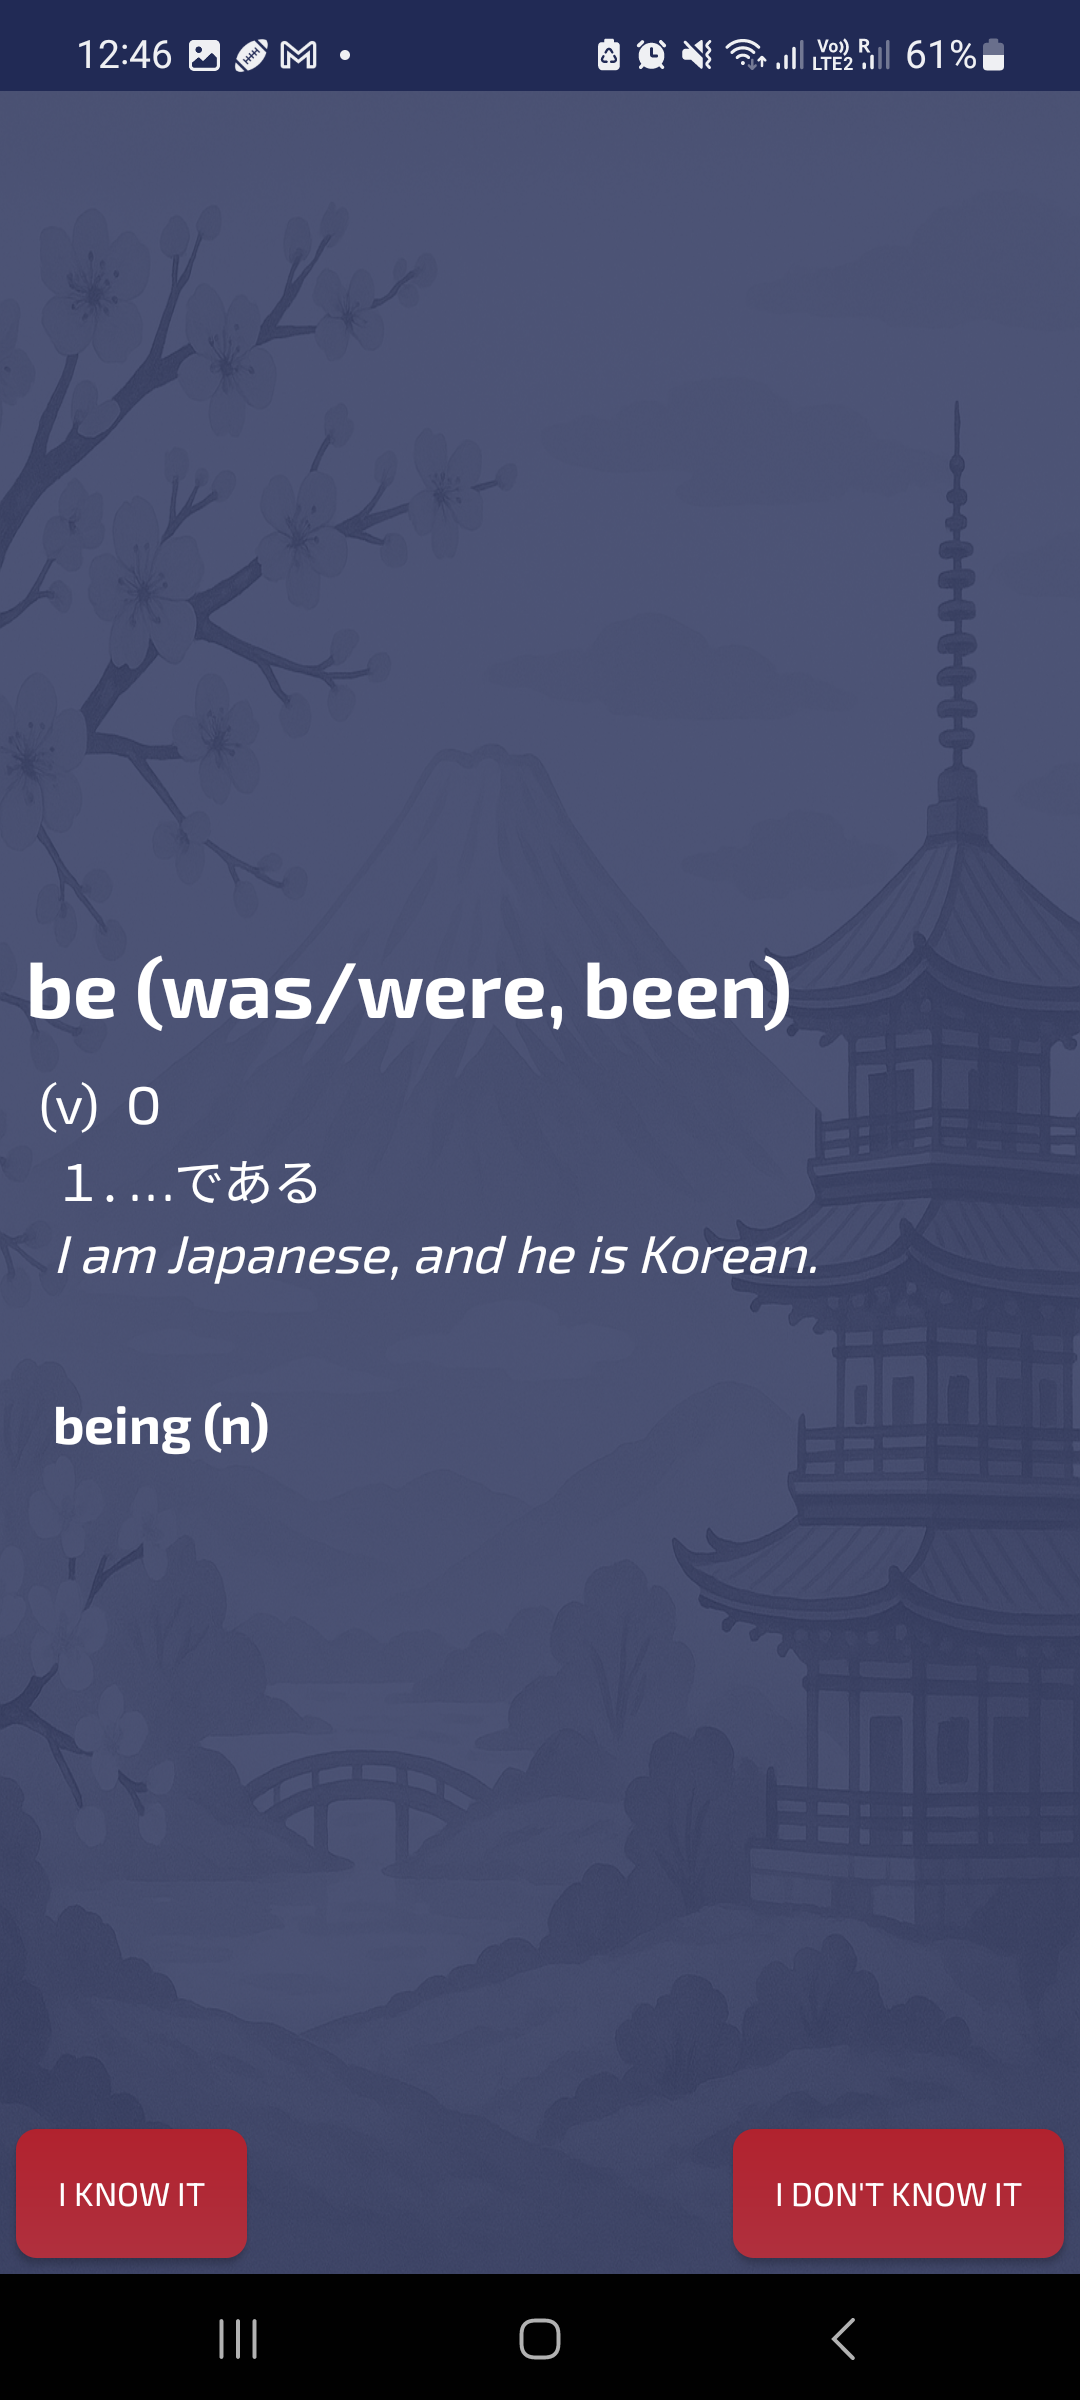 12:46 Vo)) LTE2 R 61%
be (was/were, been)
(v) 0
１. ...である
I am Japanese, and he is Korean.
being (n)
I KNOW IT
I DON'T KNOW IT